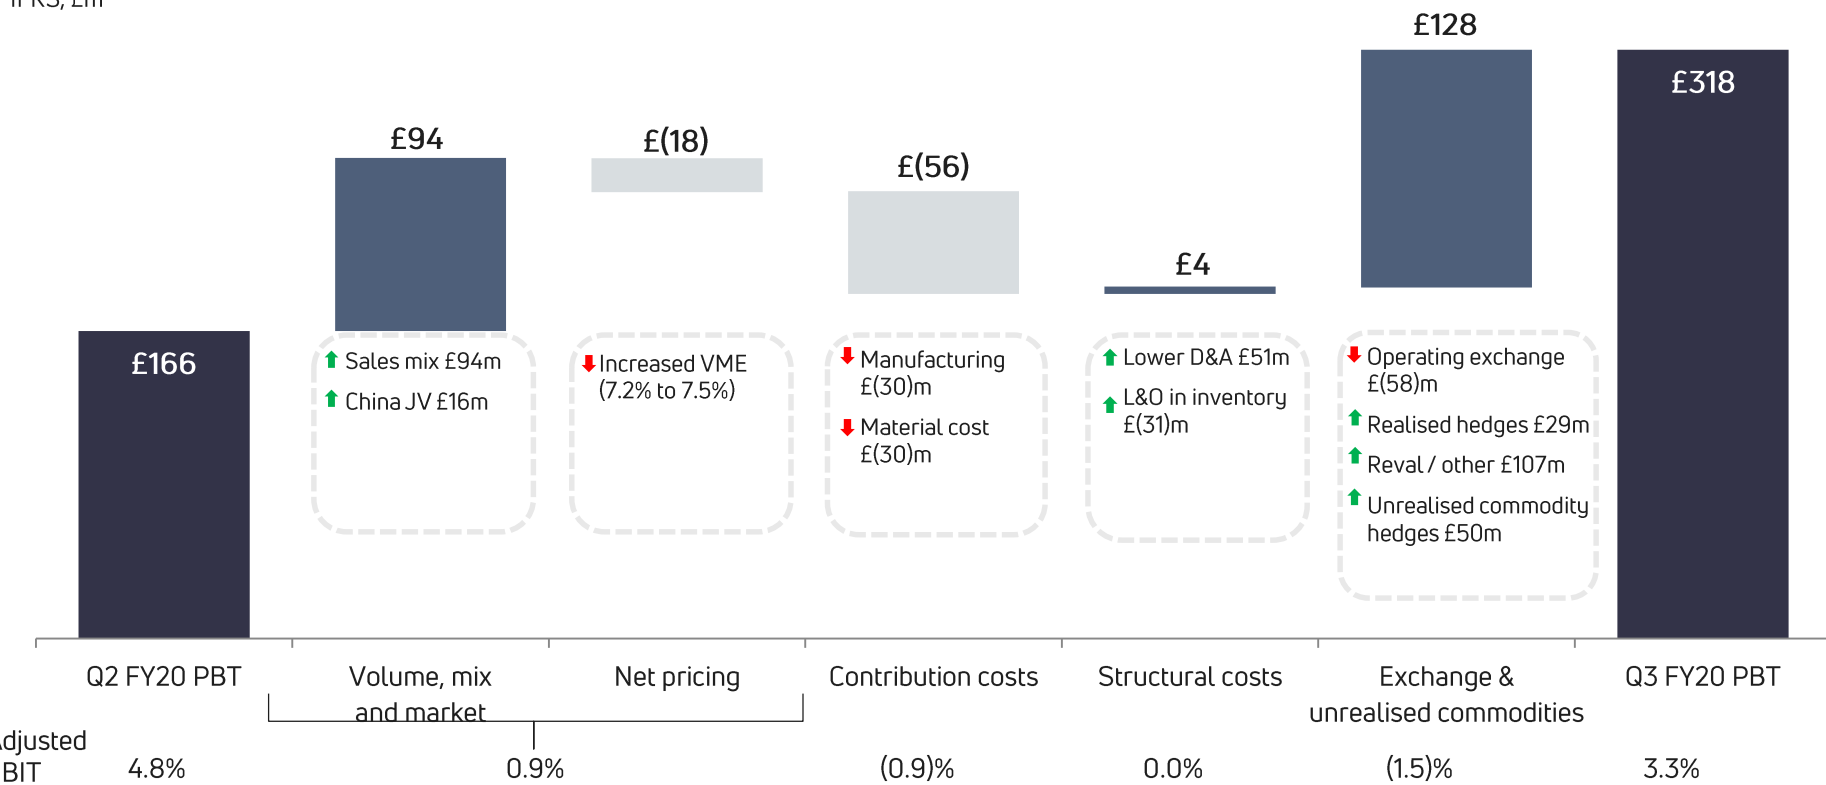 IFRS, £m
£166
£94
£(18)
£(56)
£4
£128
£318
Sales mix £94m
China JV £16m
Increased VME
(7.2% to 7.5%)
Manufacturing
£(30)m
Material cost
£(30)m
Lower D&A £51m
L&O in inventory
£(31)m
Operating exchange
£(58)m
Realised hedges £29m
Reval / other £107m
Unrealised commodity
hedges £50m
Q2 FY20 PBT
Volume, mix
and market
Net pricing
Contribution costs
Structural costs
Exchange &
unrealised commodities
Q3 FY20 PBT
djusted
BIT
4.8%
0.9%
(0.9)%
0.0%
(1.5)%
3.3%